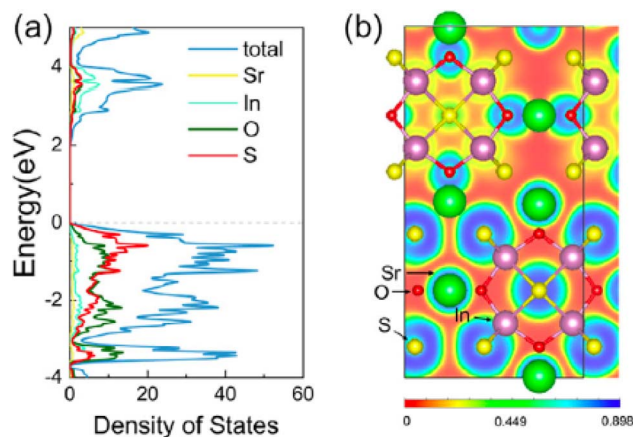 (a)
4
2
0
-2
-4
Energy(eV)
total
Sr
In
O
S
0
20
40
60
Density of States
(b)
Sr
O
In
S
0
0.449
0.898